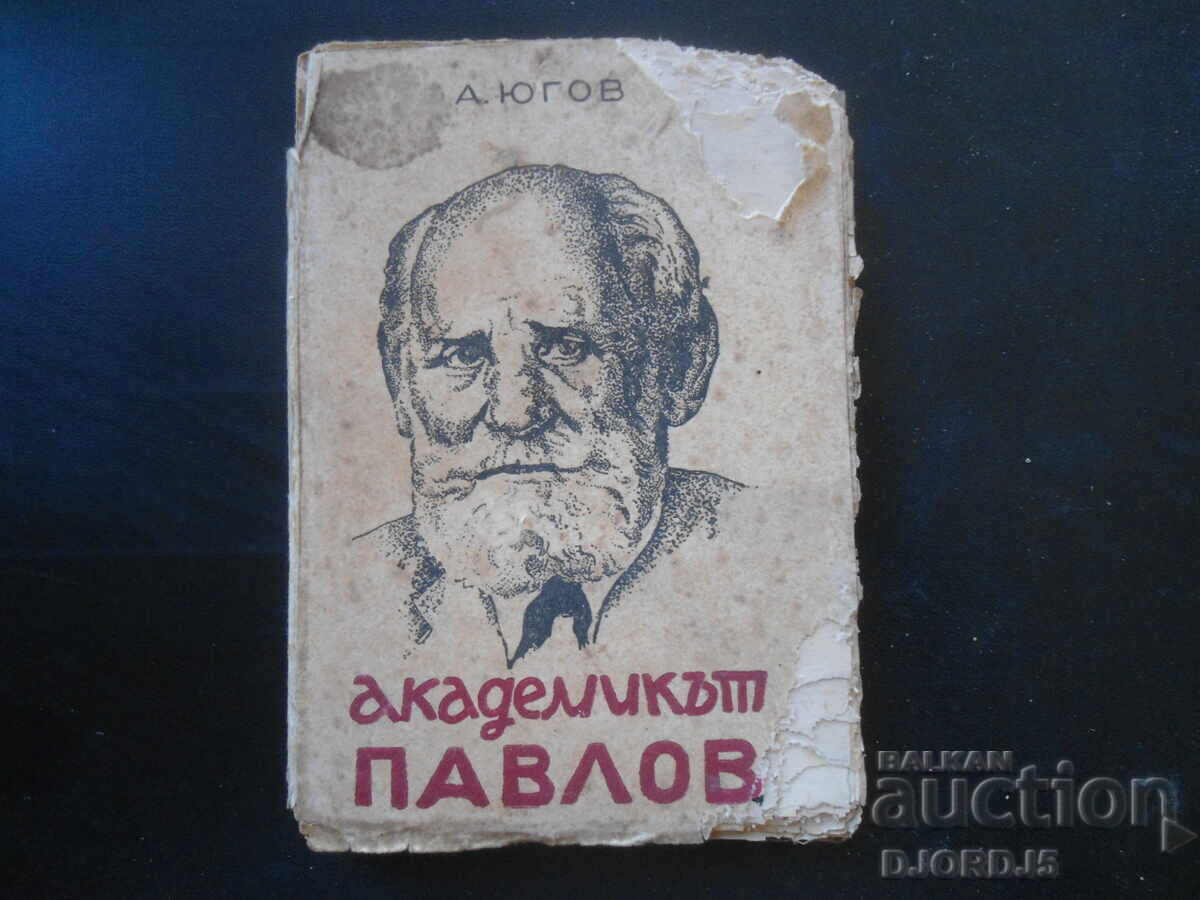 А. ЮГОВ
академикът
ПАВЛОВ
BALKAN
auction
DJORDJ5